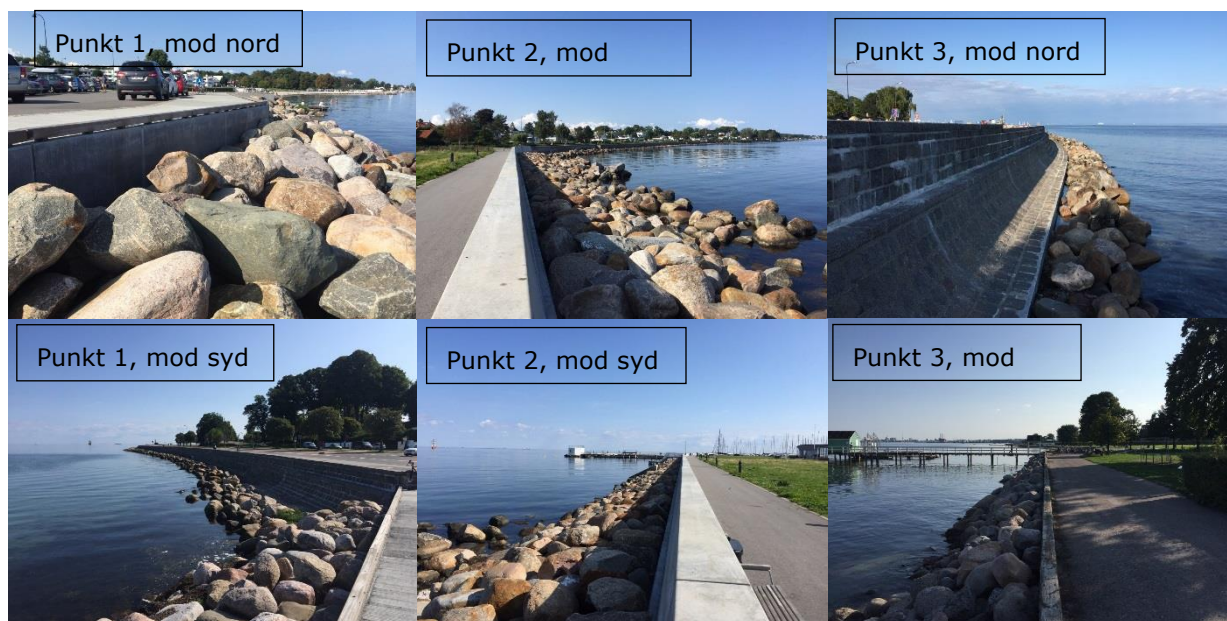 Punkt 1, mod nord
Punkt 2, mod
Punkt 3, mod nord
Punkt 1, mod syd
Punkt 2, mod syd
Punkt 3, mod